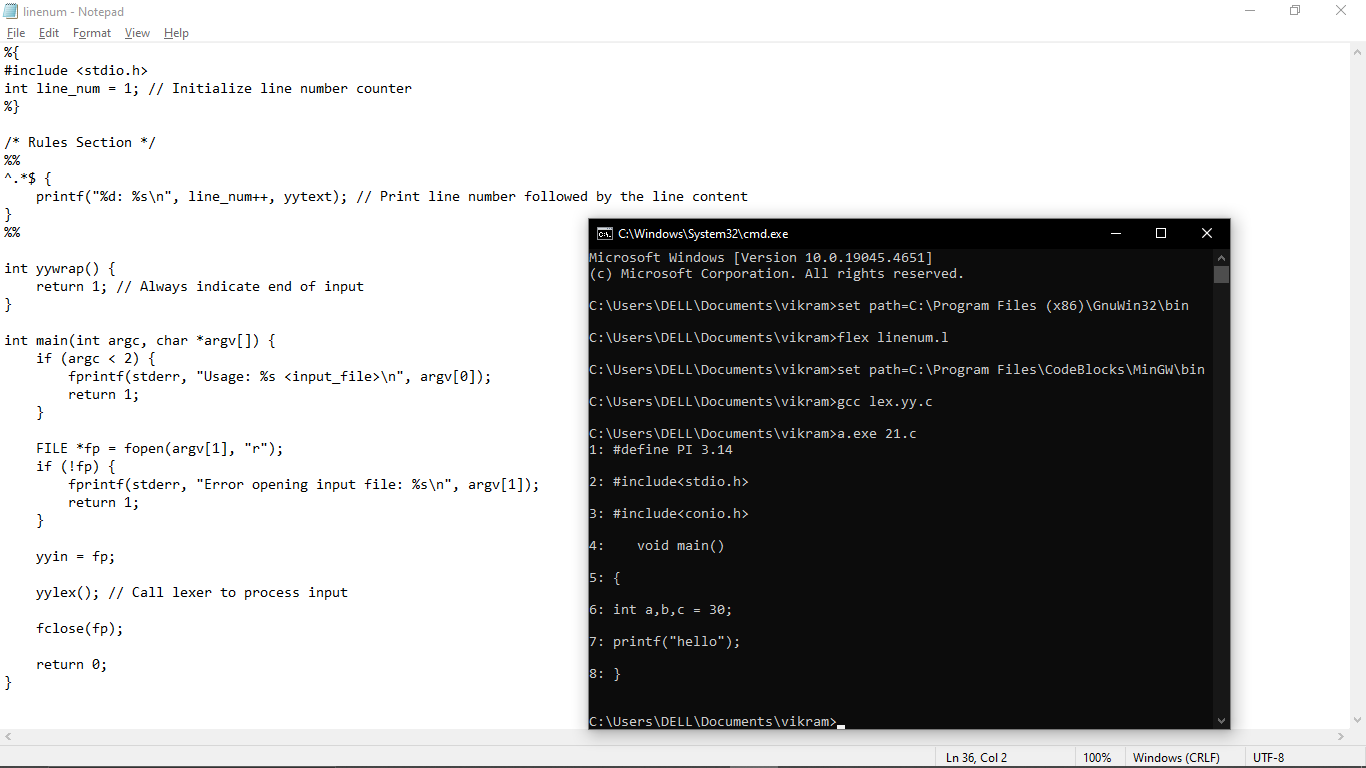 linenum - Notepad
File Edit Format View Help
%{
#include <stdio.h>
int line_num = 1; // Initialize line number counter
%}
/* Rules Section */
%%
^.*$ {
    printf("%d: %s\n", line_num++, yytext); // Print line number followed by the line content
}
%%
int yywrap() {
    return 1; // Always indicate end of input
}
int main(int argc, char *argv[]) {
    if (argc < 2) {
        fprintf(stderr, "Usage: %s <input_file>\n", argv[0]);
        return 1;
    }
    FILE *fp = fopen(argv[1], "r");
    if (!fp) {
        fprintf(stderr, "Error opening input file: %s\n", argv[1]);
        return 1;
    }
    yyin = fp;
    yylex(); // Call lexer to process input
    fclose(fp);
    return 0;
}
C:\Windows\System32\cmd.exe
Microsoft Windows [Version 10.0.19045.4651]
(c) Microsoft Corporation. All rights reserved.
C:\Users\DELL\Documents\vikram>set path=C:\Program Files (x86)\GnuWin32\bin
C:\Users\DELL\Documents\vikram>flex linenum.l
C:\Users\DELL\Documents\vikram>set path=C:\Program Files\CodeBlocks\MinGW\bin
C:\Users\DELL\Documents\vikram>gcc lex.yy.c
C:\Users\DELL\Documents\vikram>a.exe 21.c
1: #define PI 3.14
2: #include<stdio.h>
3: #include<conio.h>
4:    void main()
5: {
6: int a,b,c = 30;
7: printf("hello");
8: }
C:\Users\DELL\Documents\vikram>
Ln 36, Col 2 100% Windows (CRLF) UTF-8